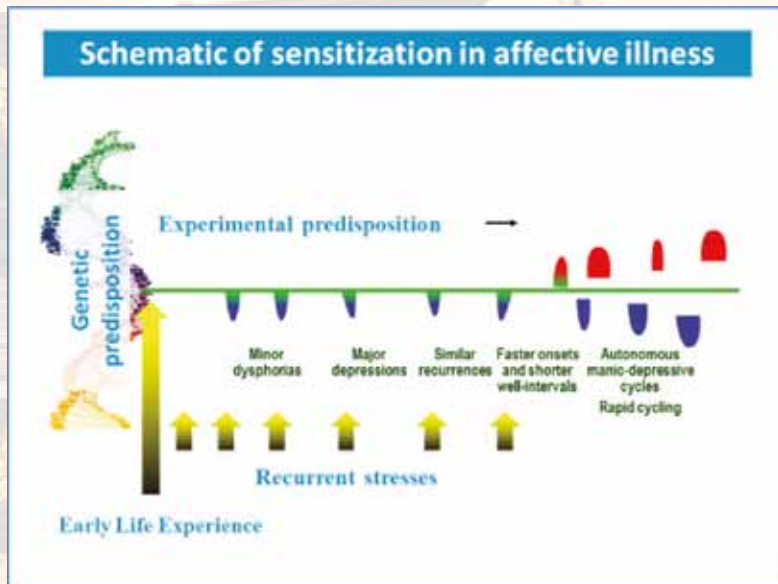 Schematic of sensitization in affective illness
Genetic
predisposition
Experimental predisposition
Minor
dysphorias
Major
depressions
Similar
recurrences
Faster onsets
and shorter
well-intervals
Autonomous
manic-depressive
cycles
Rapid cycling
Recurrent stresses
Early Life Experience